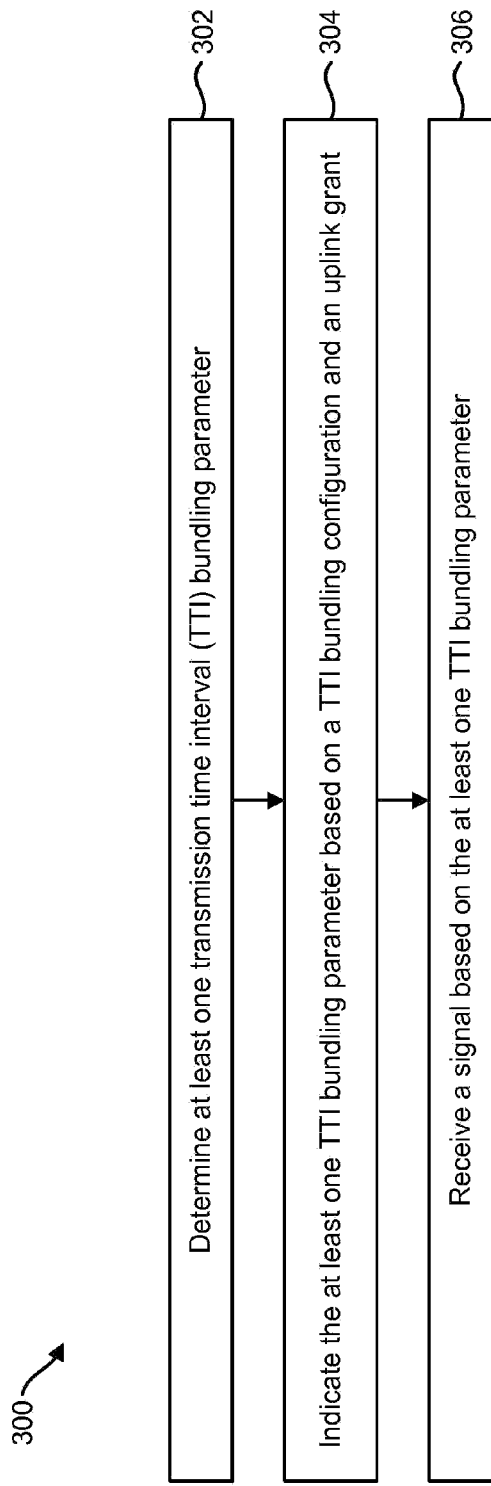 300
Determine at least one transmission time interval (TTI) bundling parameter
302
Indicate the at least one TTI bundling parameter based on a TTI bundling configuration and an uplink grant
304
Receive a signal based on the at least one TTI bundling parameter
306